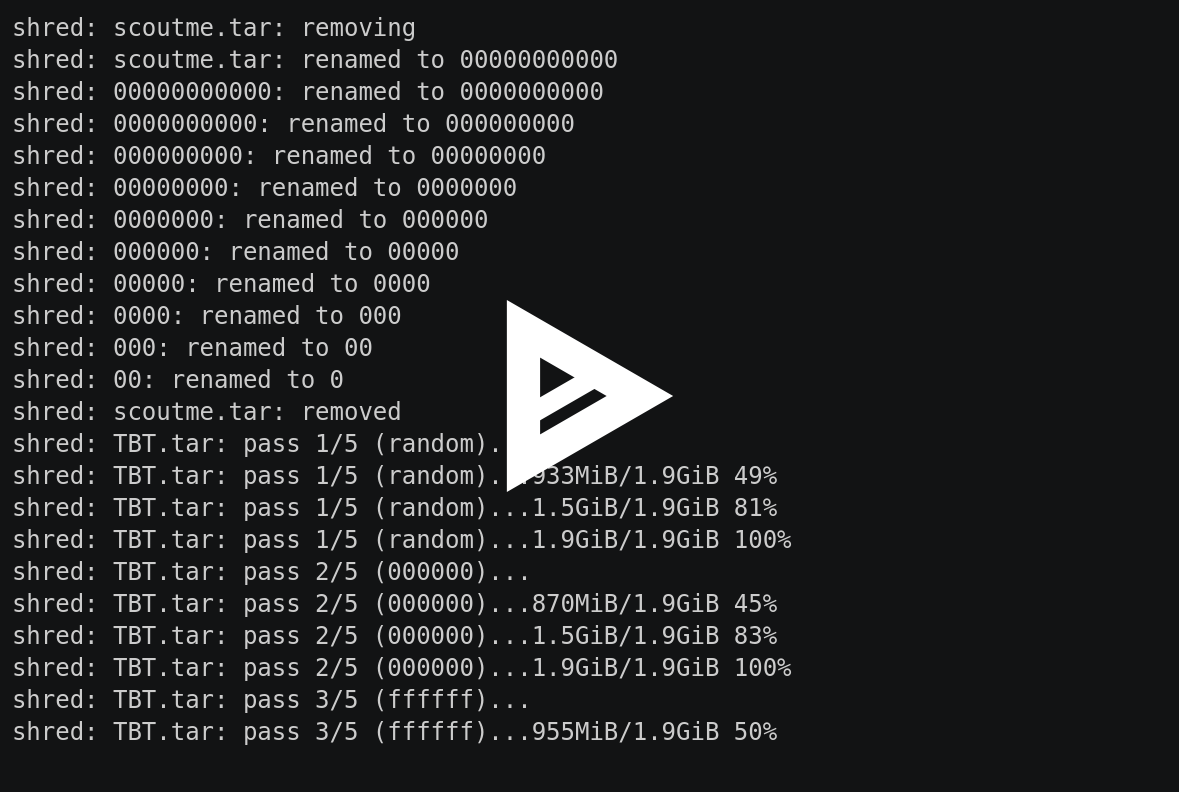 shred: scoutme.tar: removing
shred: scoutme.tar: renamed to 00000000000
shred: 00000000000: renamed to 0000000000
shred: 0000000000: renamed to 000000000
shred: 000000000: renamed to 00000000
shred: 00000000: renamed to 0000000
shred: 0000000: renamed to 000000
shred: 000000: renamed to 00000
shred: 00000: renamed to 0000
shred: 0000: renamed to 000
shred: 000: renamed to 00
shred: 00: renamed to 0
shred: scoutme.tar: removed
shred: TBT.tar: pass 1/5 (random).
shred: TBT.tar: pass 1/5 (random)...933MiB/1.9GiB 49%
shred: TBT.tar: pass 1/5 (random)...1.5GiB/1.9GiB 81%
shred: TBT.tar: pass 1/5 (random)...1.9GiB/1.9GiB 100%
shred: TBT.tar: pass 2/5 (000000)...
shred: TBT.tar: pass 2/5 (000000)...870MiB/1.9GiB 45%
shred: TBT.tar: pass 2/5 (000000)...1.5GiB/1.9GiB 83%
shred: TBT.tar: pass 2/5 (000000)...1.9GiB/1.9GiB 100%
shred: TBT.tar: pass 3/5 (ffffff)...
shred: TBT.tar: pass 3/5 (ffffff)...955MiB/1.9GiB 50%